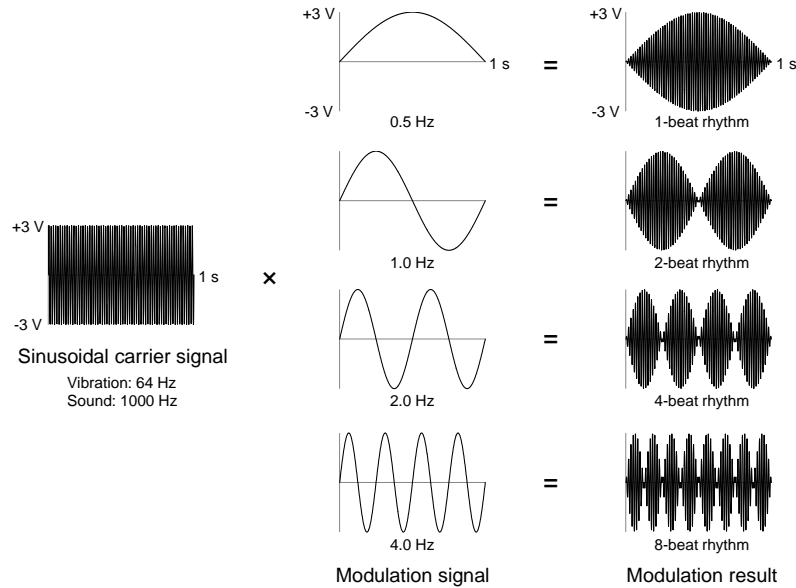 +3 V
1 s
-3 V
Sinusoidal carrier signal
Vibration: 64 Hz
Sound: 1000 Hz
×
+3 V
1 s
-3 V
0.5 Hz
1.0 Hz
2.0 Hz
4.0 Hz
Modulation signal
=
=
=
=
+3 V
1 s
-3 V
1-beat rhythm
2-beat rhythm
4-beat rhythm
8-beat rhythm
Modulation result